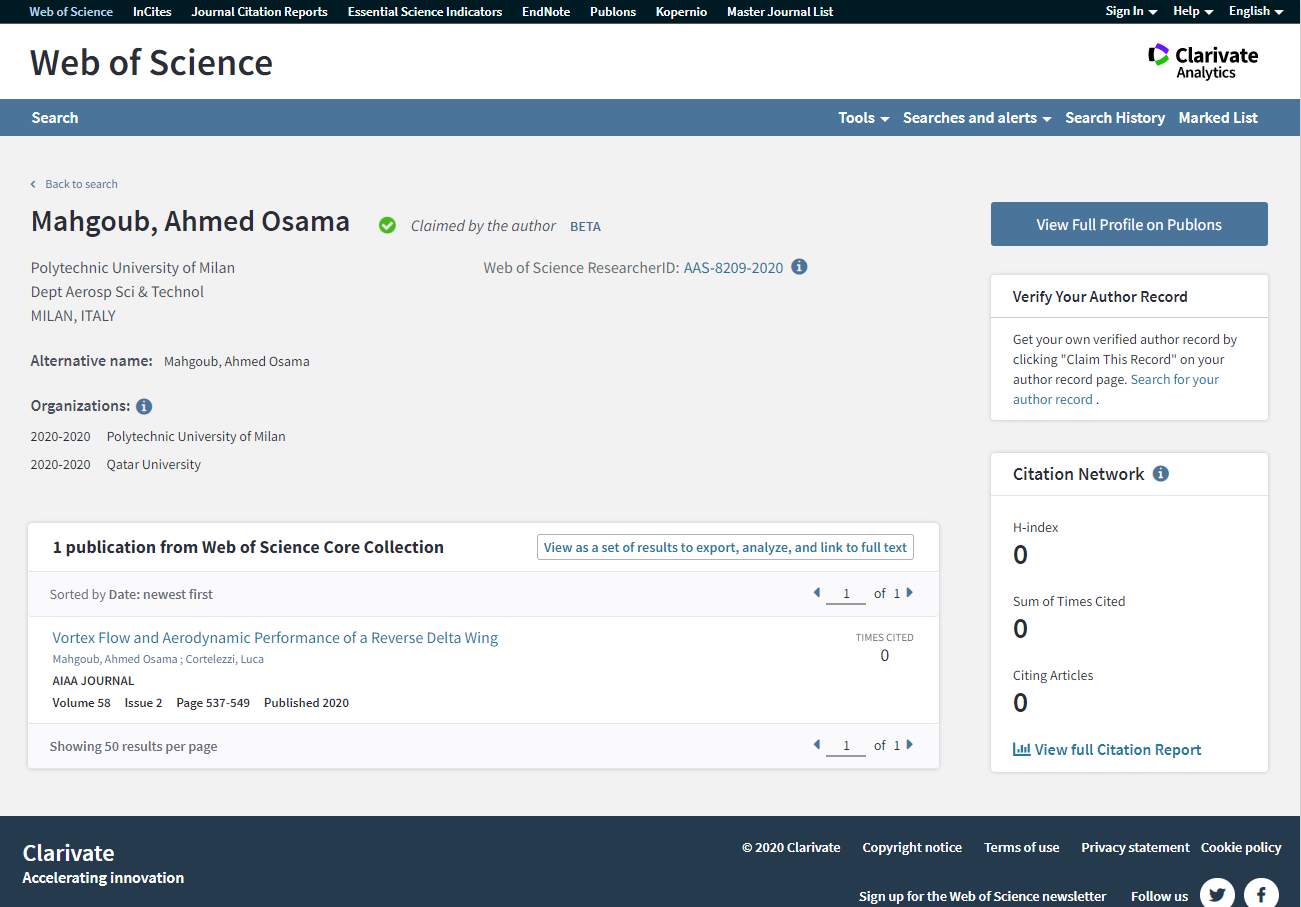 Web of Science InCites Journal Citation Reports Essential Science Indicators EndNote Publons Kopernio Master Journal List Sign In Help English
Web of Science
Clarivate
Analytics
Search Tools Searches and alerts Search History Marked List
Back to search
Mahgoub, Ahmed Osama Claimed by the author BETA
View Full Profile on Publons
Polytechnic University of Milan
Dept Aerosp Sci & Technol
MILAN, ITALY
Web of Science ResearcherID: AAS-8209-2020
Alternative name: Mahgoub, Ahmed Osama
Organizations:
2020-2020 Polytechnic University of Milan
2020-2020 Qatar University
Verify Your Author Record
Get your own verified author record by
clicking "Claim This Record" on your
author record page. Search for your
author record .
1 publication from Web of Science Core Collection View as a set of results to export, analyze, and link to full text
Sorted by Date: newest first 1 of 1
Vortex Flow and Aerodynamic Performance of a Reverse Delta Wing
Mahgoub, Ahmed Osama ; Cortelezzi, Luca
AIAA JOURNAL
Volume 58 Issue 2 Page 537-549 Published 2020
TIMES CITED
0
Showing 50 results per page 1 of 1
Citation Network
H-index
0
Sum of Times Cited
0
Citing Articles
0
View full Citation Report
Clarivate
Accelerating innovation
© 2020 Clarivate Copyright notice Terms of use Privacy statement Cookie policy
Sign up for the Web of Science newsletter Follow us